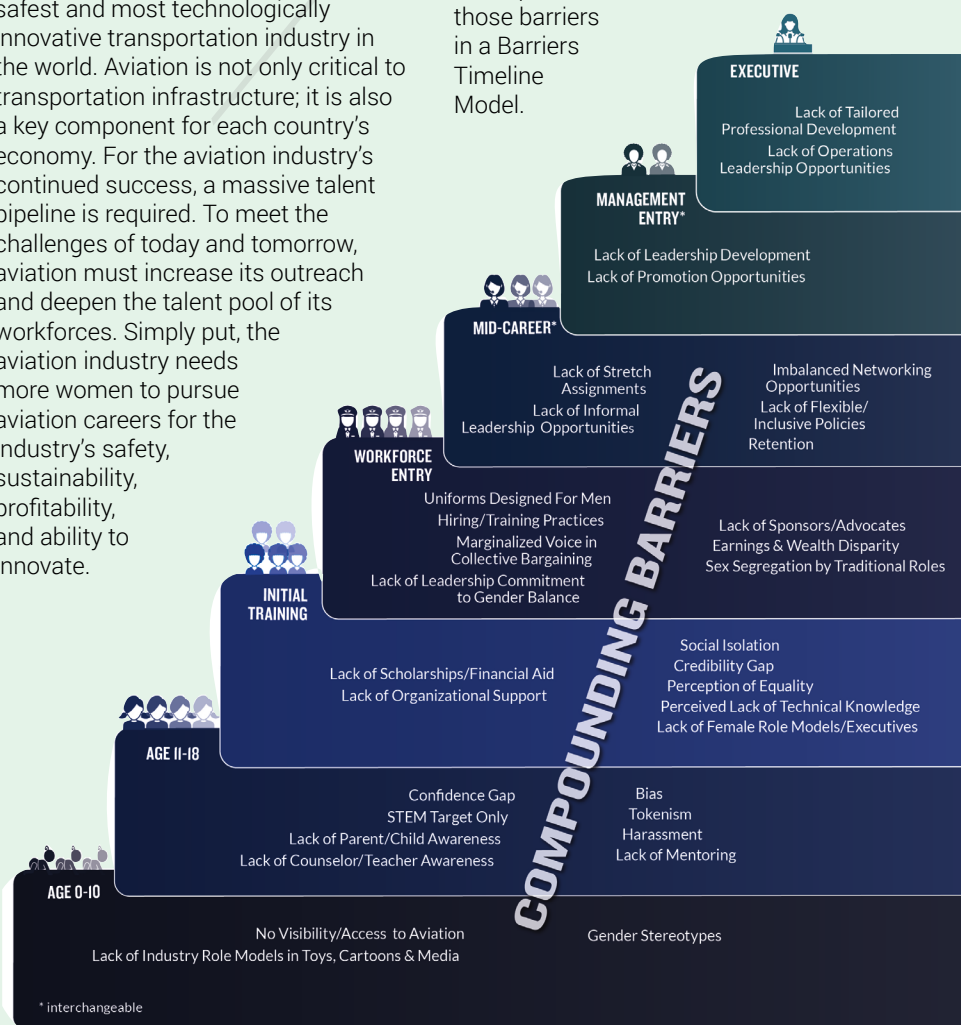 safest and most technologically
innovative transportation industry in
the world. Aviation is not only critical to
transportation infrastructure; it is also
a key component for each country's
economy. For the aviation industry's
continued success, a massive talent
pipeline is required. To meet the
challenges of today and tomorrow,
aviation must increase its outreach
and deepen the talent pool of its
workforces. Simply put, the
aviation industry needs
more women to pursue
aviation careers for the
industry's safety,
sustainability,
profitability,
and ability to
innovate.
those barriers
in a Barriers
Timeline
Model.
EXECUTIVE
Lack of Tailored
Professional Development
Lack of Operations
Leadership Opportunities
MANAGEMENT
ENTRY*
Lack of Leadership Development
Lack of Promotion Opportunities
MID-CAREER*
Lack of Stretch
Assignments
Lack of Informal
Leadership Opportunities
Imbalanced Networking
Opportunities
Lack of Flexible/
Inclusive Policies
Retention
WORKFORCE
ENTRY
Uniforms Designed For Men
Hiring/Training Practices
Marginalized Voice in
Collective Bargaining
Lack of Leadership Commitment
to Gender Balance
Lack of Sponsors/Advocates
Earnings & Wealth Disparity
Sex Segregation by Traditional Roles
INITIAL
TRAINING
Lack of Scholarships/Financial Aid
Lack of Organizational Support
Social Isolation
Credibility Gap
Perception of Equality
Perceived Lack of Technical Knowledge
Lack of Female Role Models/Executives
AGE 11-18
Confidence Gap
STEM Target Only
Lack of Parent/Child Awareness
Lack of Counselor/Teacher Awareness
Bias
Tokenism
Harassment
Lack of Mentoring
AGE 0-10
No Visibility/Access to Aviation
Lack of Industry Role Models in Toys, Cartoons & Media
Gender Stereotypes
COMPOUNDING BARRIERS
* interchangeable